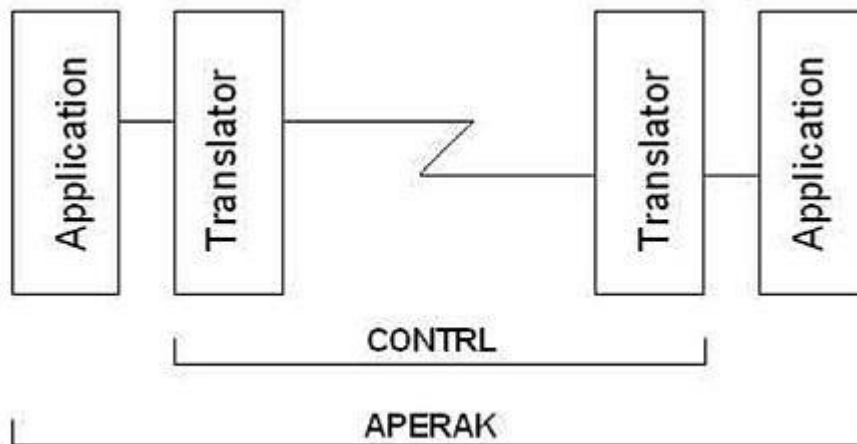 Application
Translator
Translator
Application
CONTRL
APERAK